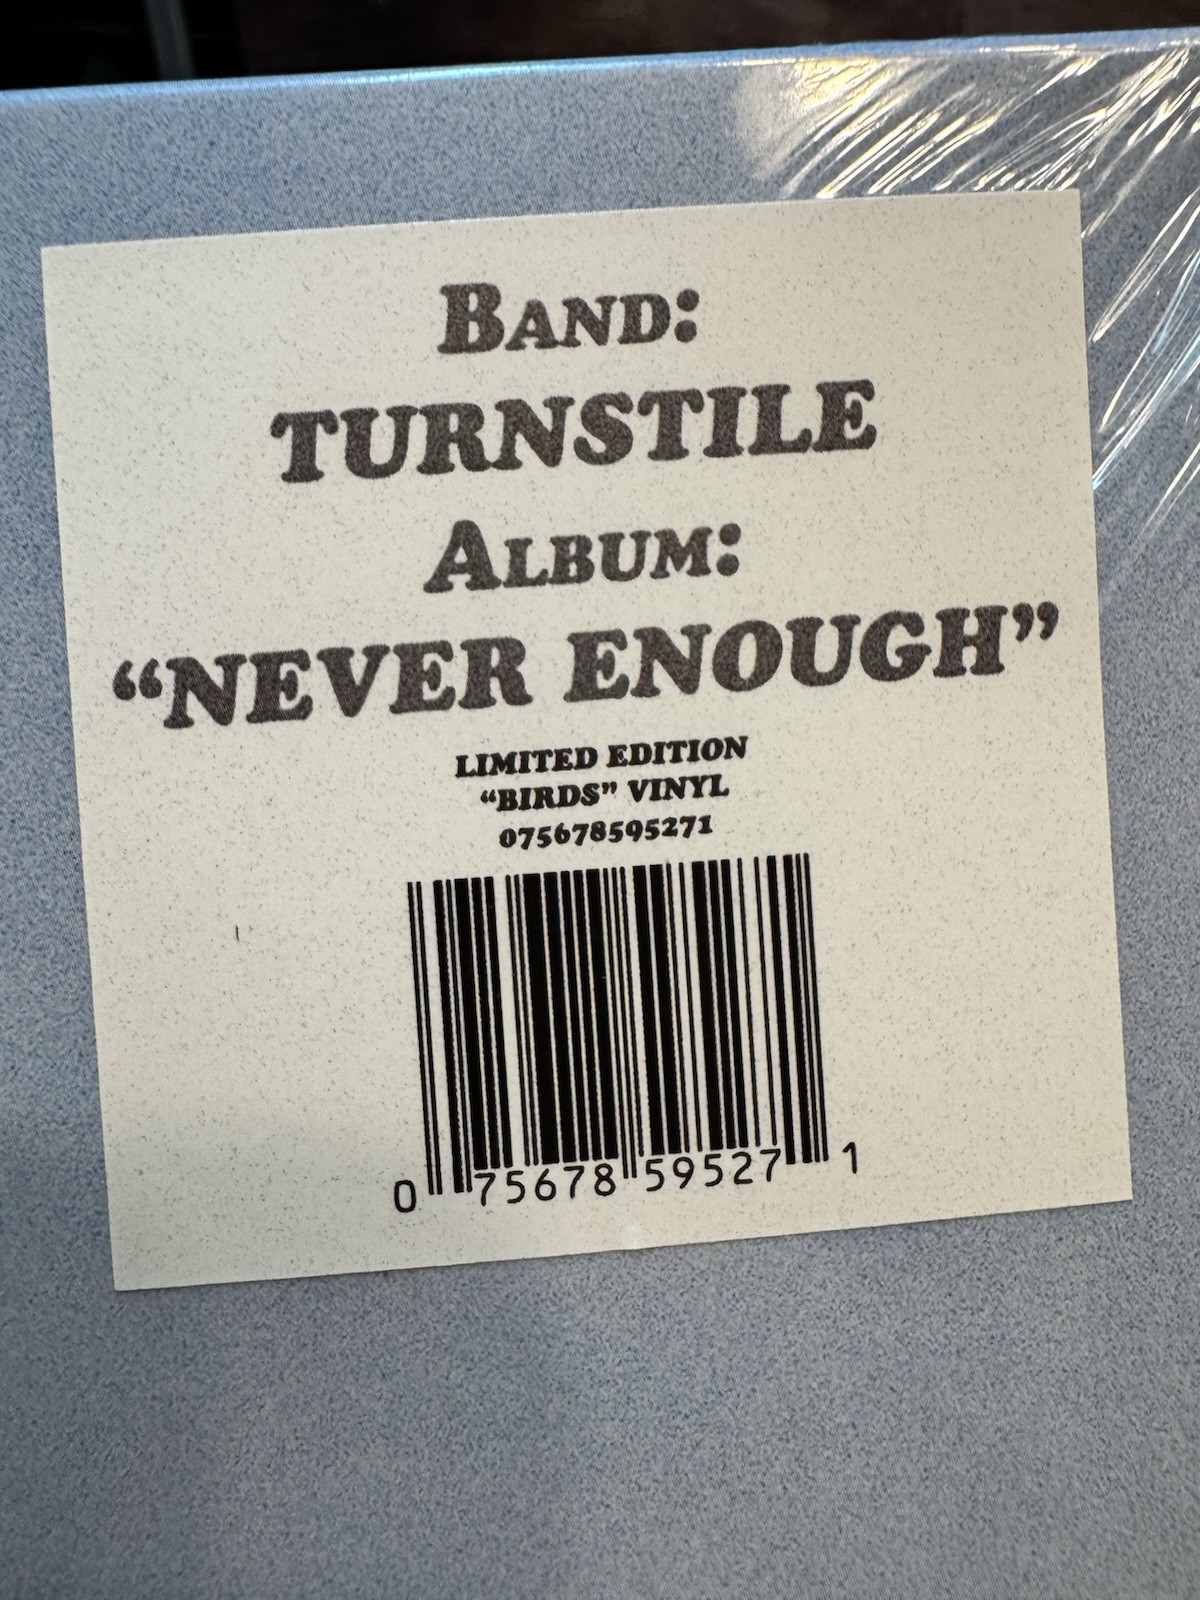 BAND:
TURNSTILE
ALBUM:
“NEVER ENOUGH”
LIMITED EDITION
“BIRDS” VINYL
075678595271
0 75678 59527 1